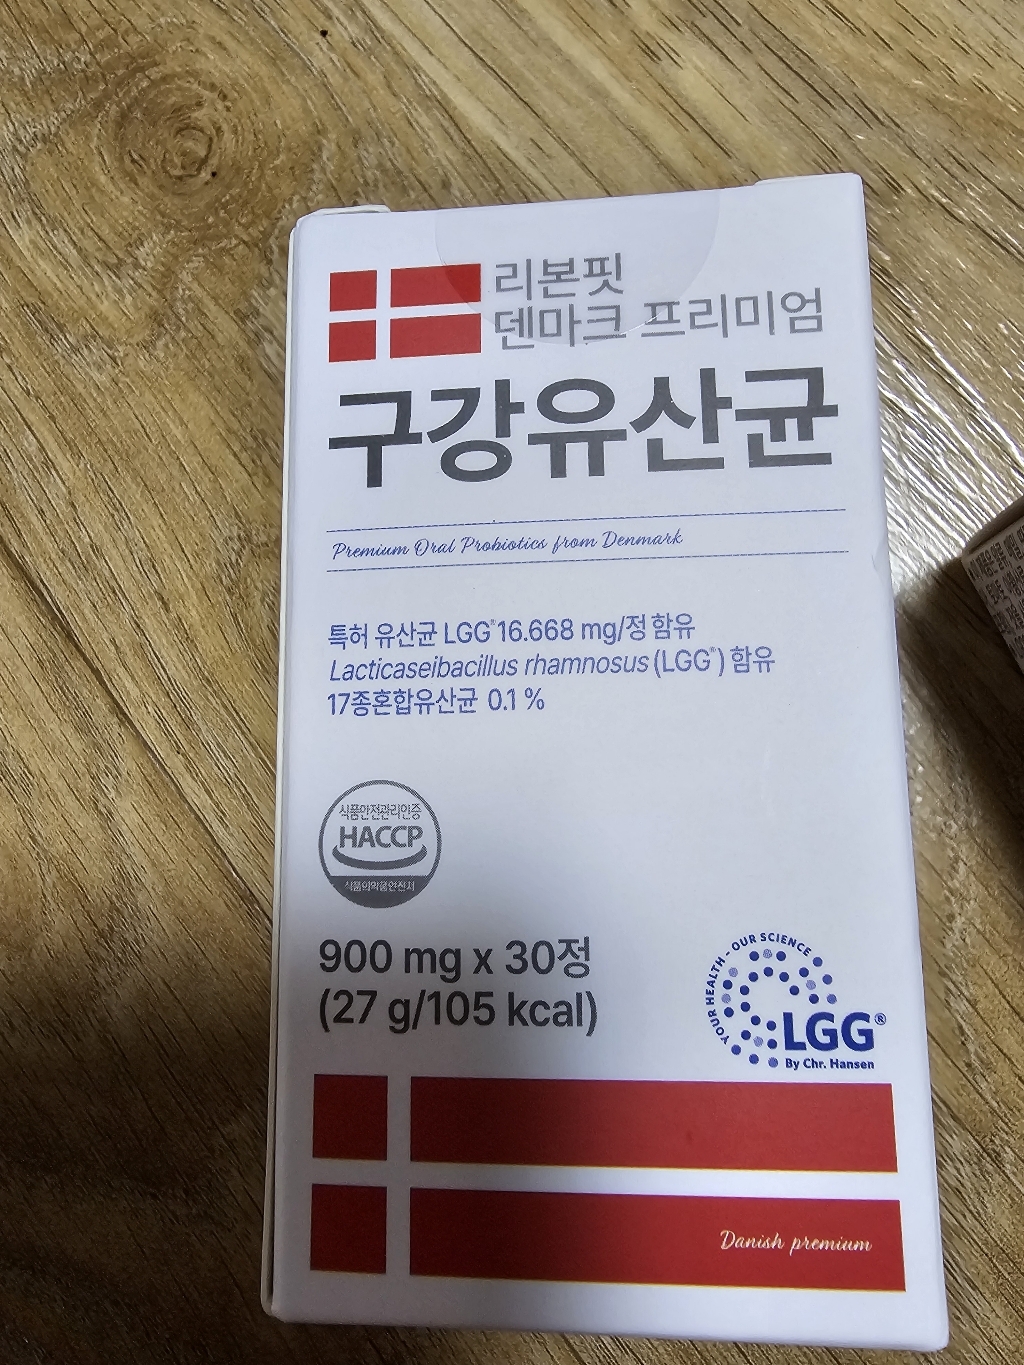 리본핏
덴마크 프리미엄
구강유산균
Premium Oral Probiotics from Denmark
특허 유산균 LGG® 16.668 mg/정 함유
Lacticaseibacillus rhamnosus (LGG®) 함유
17종혼합유산균 0.1 %
식품안전관리인증
HACCP
식품의약품안전처
900 mg x 30정
(27 g/105 kcal)
YOUR HEALTH - OUR SCIENCE
LGG®
By Chr. Hansen
Danish premium